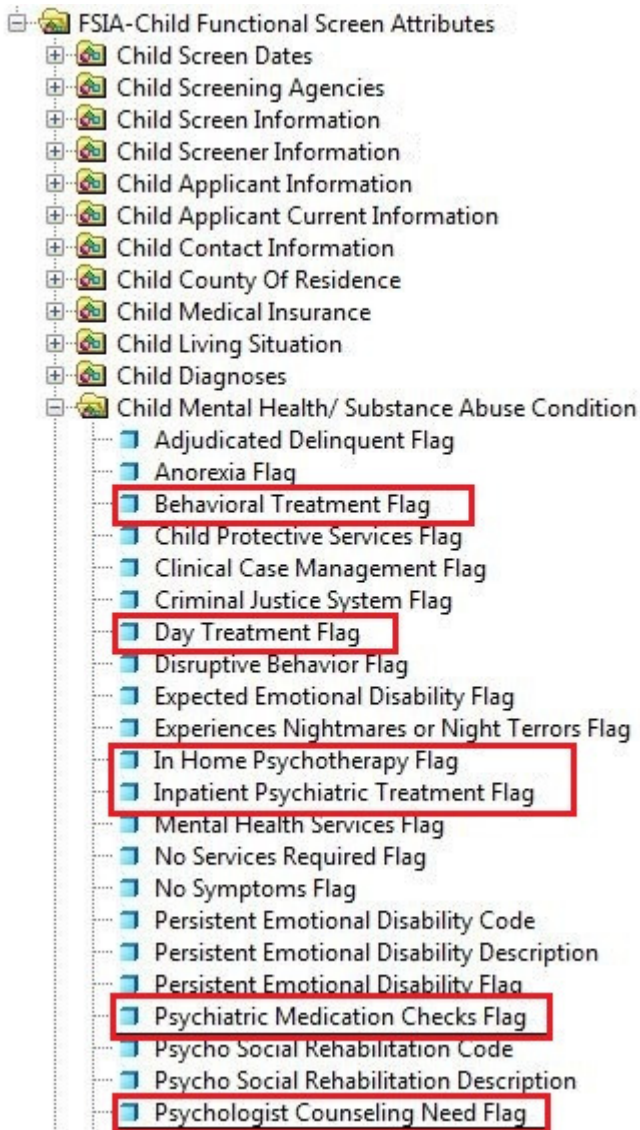 FSIA-Child Functional Screen Attributes
Child Screen Dates
Child Screening Agencies
Child Screen Information
Child Screener Information
Child Applicant Information
Child Applicant Current Information
Child Contact Information
Child County Of Residence
Child Medical Insurance
Child Living Situation
Child Diagnoses
Child Mental Health/ Substance Abuse Condition
Adjudicated Delinquent Flag
Anorexia Flag
Behavioral Treatment Flag
Child Protective Services Flag
Clinical Case Management Flag
Criminal Justice System Flag
Day Treatment Flag
Disruptive Behavior Flag
Expected Emotional Disability Flag
Experiences Nightmares or Night Terrors Flag
In Home Psychotherapy Flag
Inpatient Psychiatric Treatment Flag
Mental Health Services Flag
No Services Required Flag
No Symptoms Flag
Persistent Emotional Disability Code
Persistent Emotional Disability Description
Persistent Emotional Disability Flag
Psychiatric Medication Checks Flag
Psycho Social Rehabilitation Code
Psycho Social Rehabilitation Description
Psychologist Counseling Need Flag